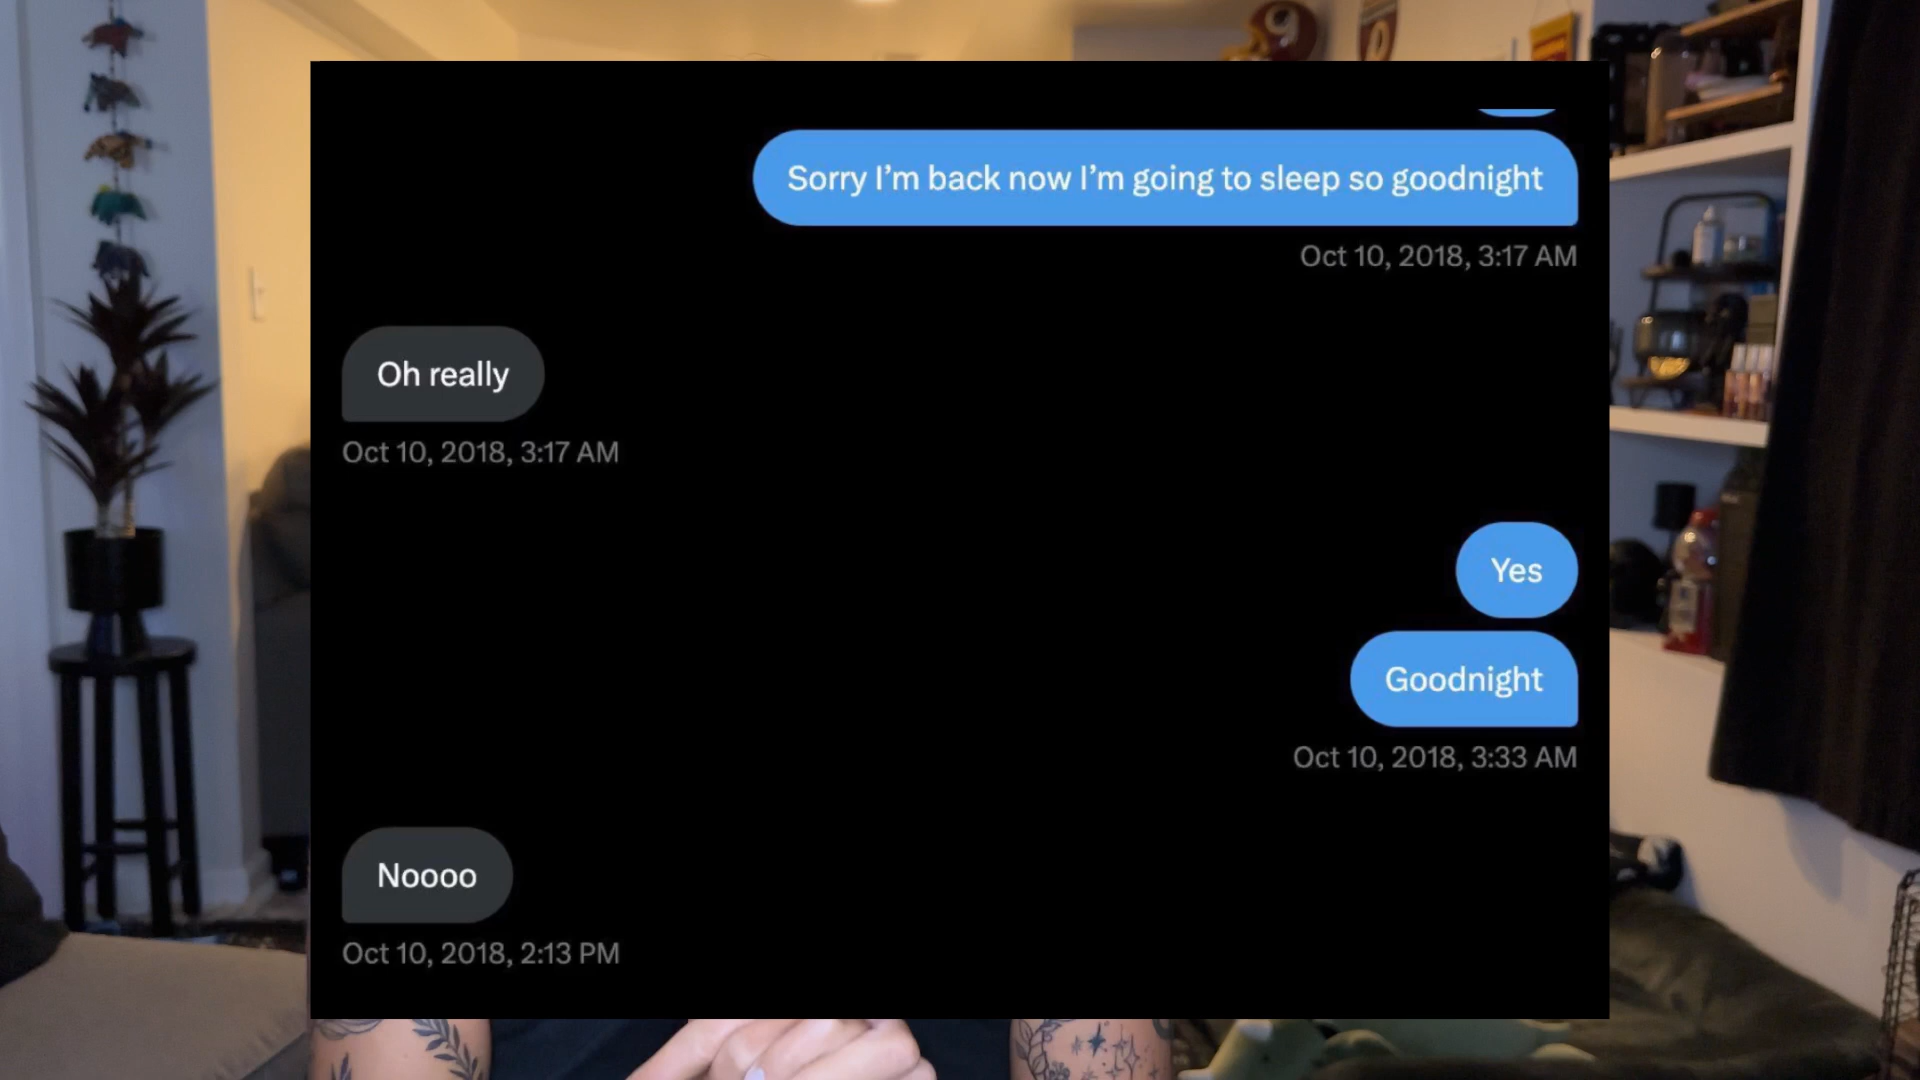 Sorry I’m back now I’m going to sleep so goodnight
Oct 10, 2018, 3:17 AM
Oh really
Oct 10, 2018, 3:17 AM
Yes
Goodnight
Oct 10, 2018, 3:33 AM
Noooo
Oct 10, 2018, 2:13 PM